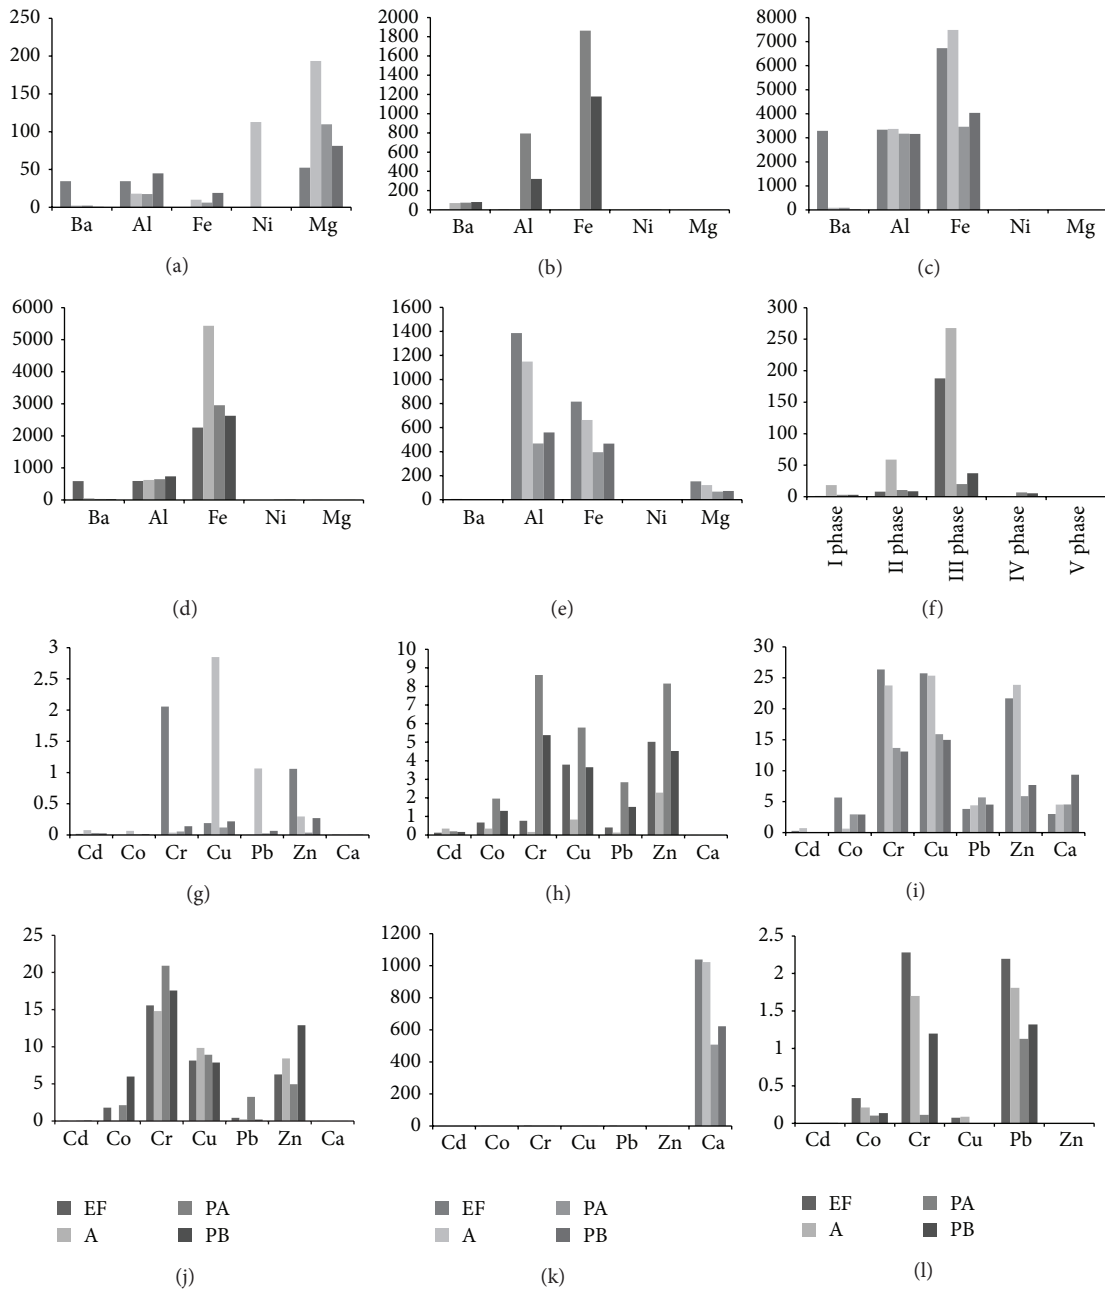 250
200
150
100
50
0
Ba Al Fe Ni Mg
(a)
2000
1800
1600
1400
1200
1000
800
600
400
200
0
Ba Al Fe Ni Mg
(b)
8000
7000
6000
5000
4000
3000
2000
1000
0
Ba Al Fe Ni Mg
(c)
6000
5000
4000
3000
2000
1000
0
Ba Al Fe Ni Mg
(d)
1600
1400
1200
1000
800
600
400
200
0
Ba Al Fe Ni Mg
(e)
300
250
200
150
100
50
0
I phase
II phase
III phase
IV phase
V phase
(f)
3
2.5
2
1.5
1
0.5
0
Cd Co Cr Cu Pb Zn Ca
(g)
10
9
8
7
6
5
4
3
2
1
0
Cd Co Cr Cu Pb Zn Ca
(h)
30
25
20
15
10
5
0
Cd Co Cr Cu Pb Zn Ca
(i)
25
20
15
10
5
0
Cd Co Cr Cu Pb Zn Ca
EF PA
A PB
(j)
1200
1000
800
600
400
200
0
Cd Co Cr Cu Pb Zn Ca
EF PA
A PB
(k)
2.5
2
1.5
1
0.5
0
Cd Co Cr Cu Pb Zn
EF PA
A PB
(l)